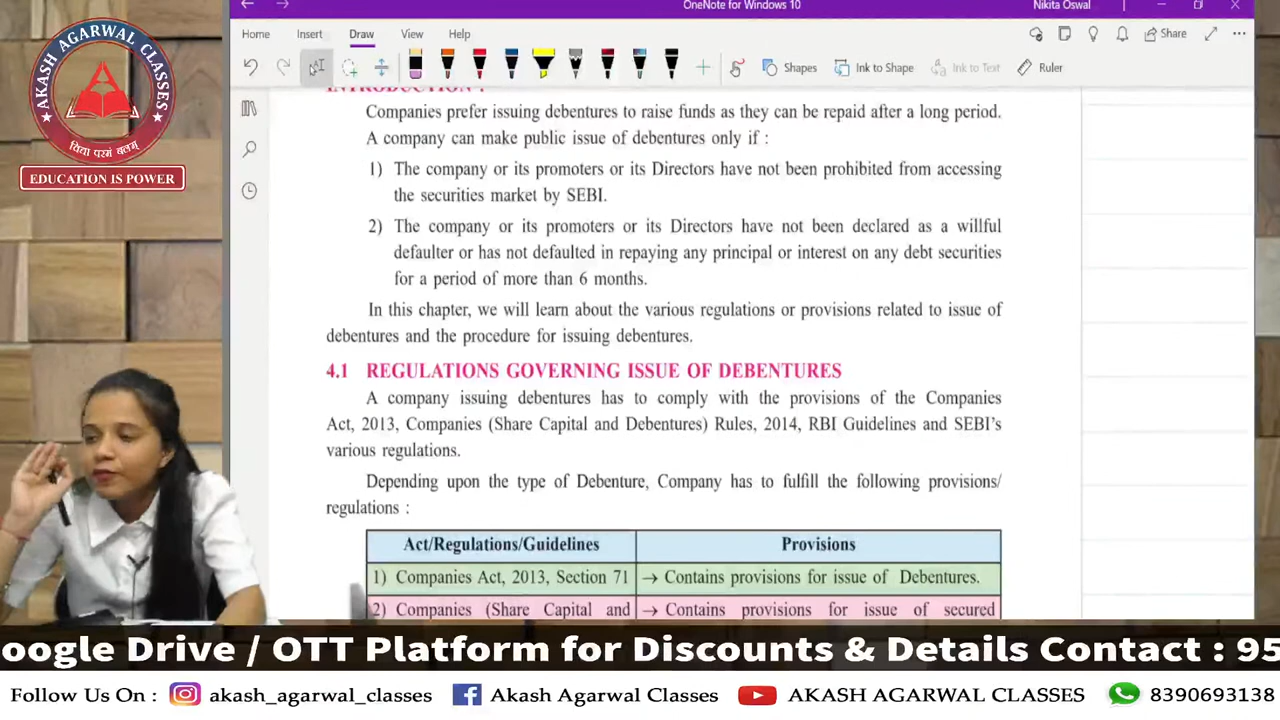 OneNote for Windows 10
Nikita Oswal
Home Insert Draw View Help
Share
Shapes
Ink to Shape
Ink to Text
Ruler
AKASH AGARWAL CLASSES
विद्या परमं बलम्
EDUCATION IS POWER
INTRODUCTION :
Companies prefer issuing debentures to raise funds as they can be repaid after a long period.
A company can make public issue of debentures only if :
1) The company or its promoters or its Directors have not been prohibited from accessing
the securities market by SEBI.
2) The company or its promoters or its Directors have not been declared as a willful
defaulter or has not defaulted in repaying any principal or interest on any debt securities
for a period of more than 6 months.
In this chapter, we will learn about the various regulations or provisions related to issue of
debentures and the procedure for issuing debentures.
4.1 REGULATIONS GOVERNING ISSUE OF DEBENTURES
A company issuing debentures has to comply with the provisions of the Companies
Act, 2013, Companies (Share Capital and Debentures) Rules, 2014, RBI Guidelines and SEBI's
various regulations.
Depending upon the type of Debenture, Company has to fulfill the following provisions/
regulations :
Act/Regulations/Guidelines
Provisions
1) Companies Act, 2013, Section 71
→ Contains provisions for issue of Debentures.
2) Companies (Share Capital and
→ Contains provisions for issue of secured
oogle Drive / OTT Platform for Discounts & Details Contact : 95
Follow Us On : akash_agarwal_classes Akash Agarwal Classes AKASH AGARWAL CLASSES 8390693138